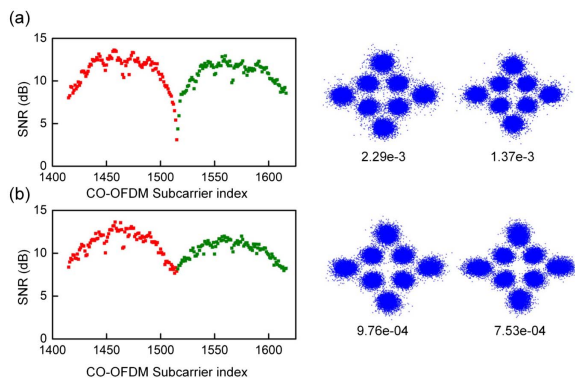 (a)
15
10
5
0
SNR (dB)
1400 1450 1500 1550 1600
CO-OFDM Subcarrier index
2.29e-3 1.37e-3
(b)
15
10
5
0
SNR (dB)
1400 1450 1500 1550 1600
CO-OFDM Subcarrier index
9.76e-04 7.53e-04